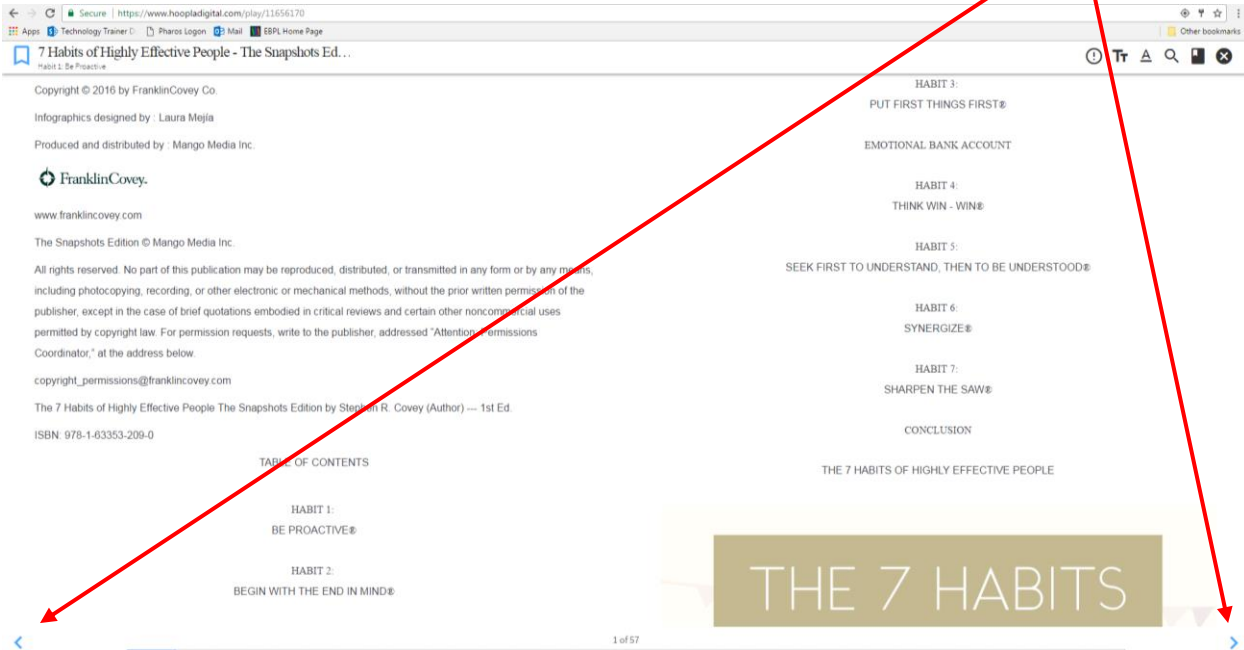 Secure | https://www.hoopladigital.com/play/11656170
Apps Technology Trainer D Pharos Logon Mail EBPL Home Page Other bookmarks
7 Habits of Highly Effective People - The Snapshots Ed…
Habit 1: Be Proactive
Copyright © 2016 by FranklinCovey Co.
Infographics designed by : Laura Mejía
Produced and distributed by : Mango Media Inc.
FranklinCovey.
www.franklincovey.com
The Snapshots Edition © Mango Media Inc.
All rights reserved. No part of this publication may be reproduced, distributed, or transmitted in any form or by any means,
including photocopying, recording, or other electronic or mechanical methods, without the prior written permission of the
publisher, except in the case of brief quotations embodied in critical reviews and certain other noncommercial uses
permitted by copyright law. For permission requests, write to the publisher, addressed "Attention: Permissions
Coordinator," at the address below.
copyright_permissions@franklincovey.com
The 7 Habits of Highly Effective People The Snapshots Edition by Stephen R. Covey (Author) --- 1st Ed.
ISBN: 978-1-63353-209-0
TABLE OF CONTENTS
HABIT 1:
BE PROACTIVE®
HABIT 2:
BEGIN WITH THE END IN MIND®
HABIT 3:
PUT FIRST THINGS FIRST®
EMOTIONAL BANK ACCOUNT
HABIT 4:
THINK WIN - WIN®
HABIT 5:
SEEK FIRST TO UNDERSTAND, THEN TO BE UNDERSTOOD®
HABIT 6:
SYNERGIZE®
HABIT 7:
SHARPEN THE SAW®
CONCLUSION
THE 7 HABITS OF HIGHLY EFFECTIVE PEOPLE
THE 7 HABITS
1 of 57